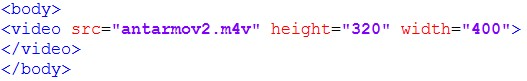 <body>
<video src="antarmov2.m4v" height="320" width="400">
</video>
</body>